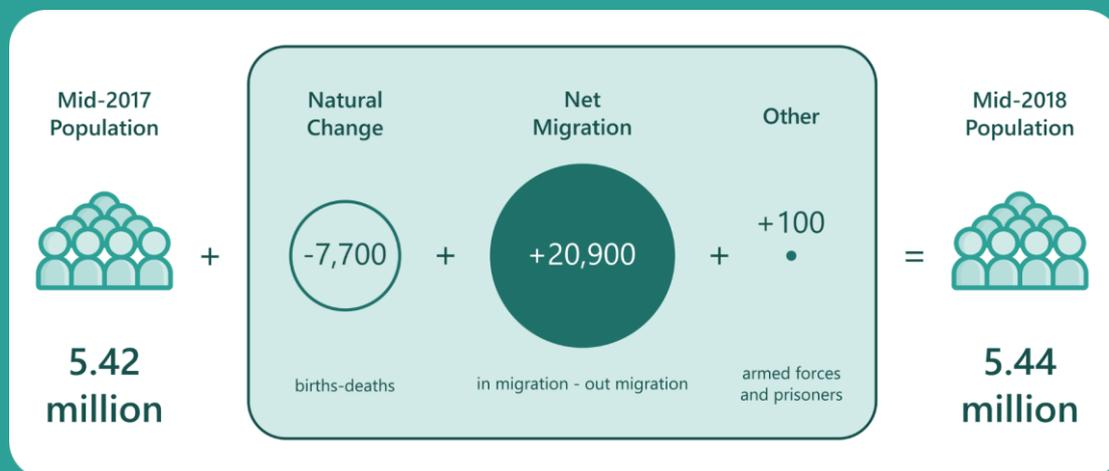 Mid-2017
Population
+
5.42
million
Natural
Change
-7,700
births-deaths
+
Net
Migration
+20,900
in migration - out migration
+
Other
+100
armed forces
and prisoners
=
Mid-2018
Population
5.44
million